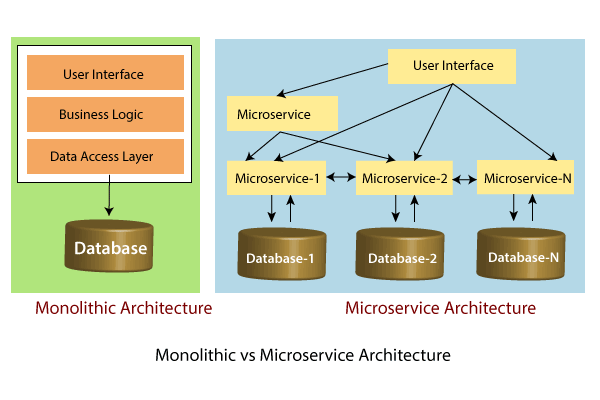 User Interface
Business Logic
Data Access Layer
Database
Monolithic Architecture
User Interface
Microservice
Microservice-1
Microservice-2
Microservice-N
Database-1
Database-2
Database-N
Microservice Architecture
Monolithic vs Microservice Architecture